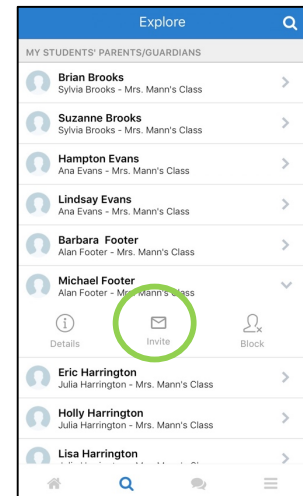 Explore
MY STUDENTS' PARENTS/GUARDIANS
Brian Brooks
Sylvia Brooks - Mrs. Mann's Class
Suzanne Brooks
Sylvia Brooks - Mrs. Mann's Class
Hampton Evans
Ana Evans - Mrs. Mann's Class
Lindsay Evans
Ana Evans - Mrs. Mann's Class
Barbara Footer
Alan Footer - Mrs. Mann's Class
Michael Footer
Alan Footer - Mrs. Mann's Class
Details Invite Block
Eric Harrington
Julia Harrington - Mrs. Mann's Class
Holly Harrington
Julia Harrington - Mrs. Mann's Class
Lisa Harrington